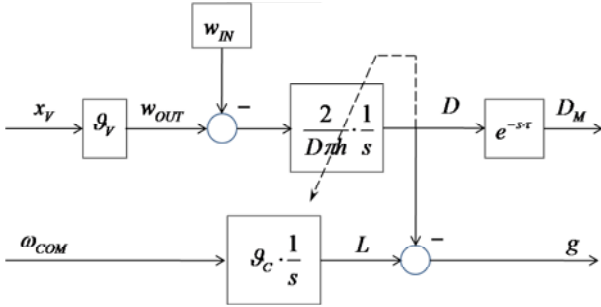 w_IN
x_V
ϑ_V
w_OUT
−
2/(Dπh) · 1/s
D
e^(−s·τ)
D_M
ω_COM
ϑ_C · 1/s
L
−
g